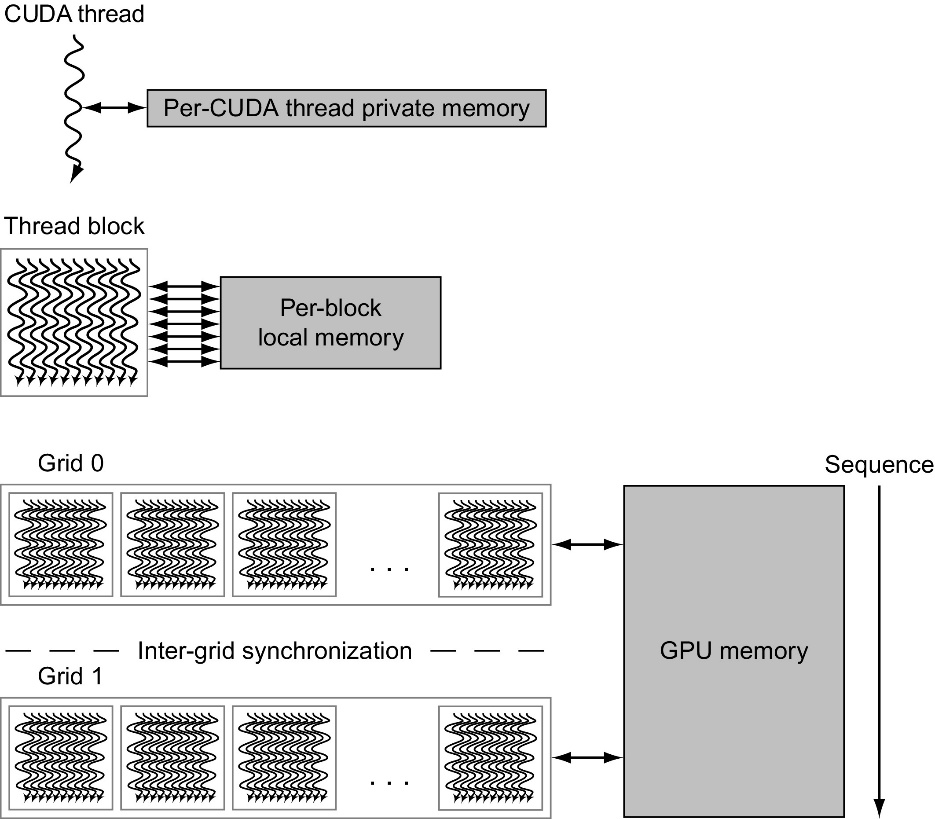 CUDA thread
Per-CUDA thread private memory
Thread block
Per-block
local memory
Grid 0
Sequence
. . .
Inter-grid synchronization
GPU memory
Grid 1
. . .